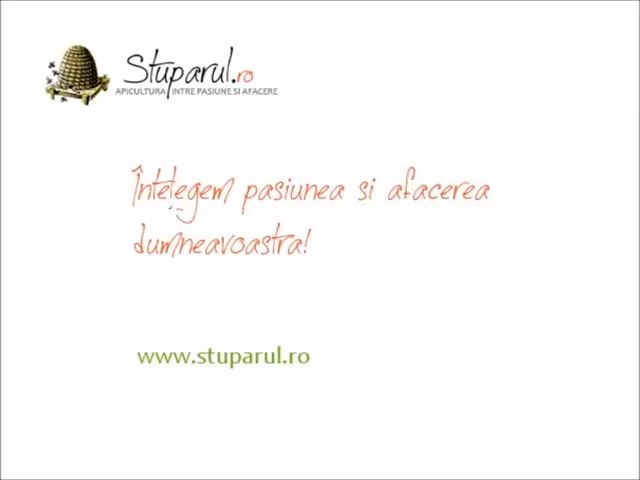 Stuparul.ro
APICULTURA INTRE PASIUNE SI AFACERE
Înțelegem pasiunea si afacerea
dumneavoastra!
www.stuparul.ro